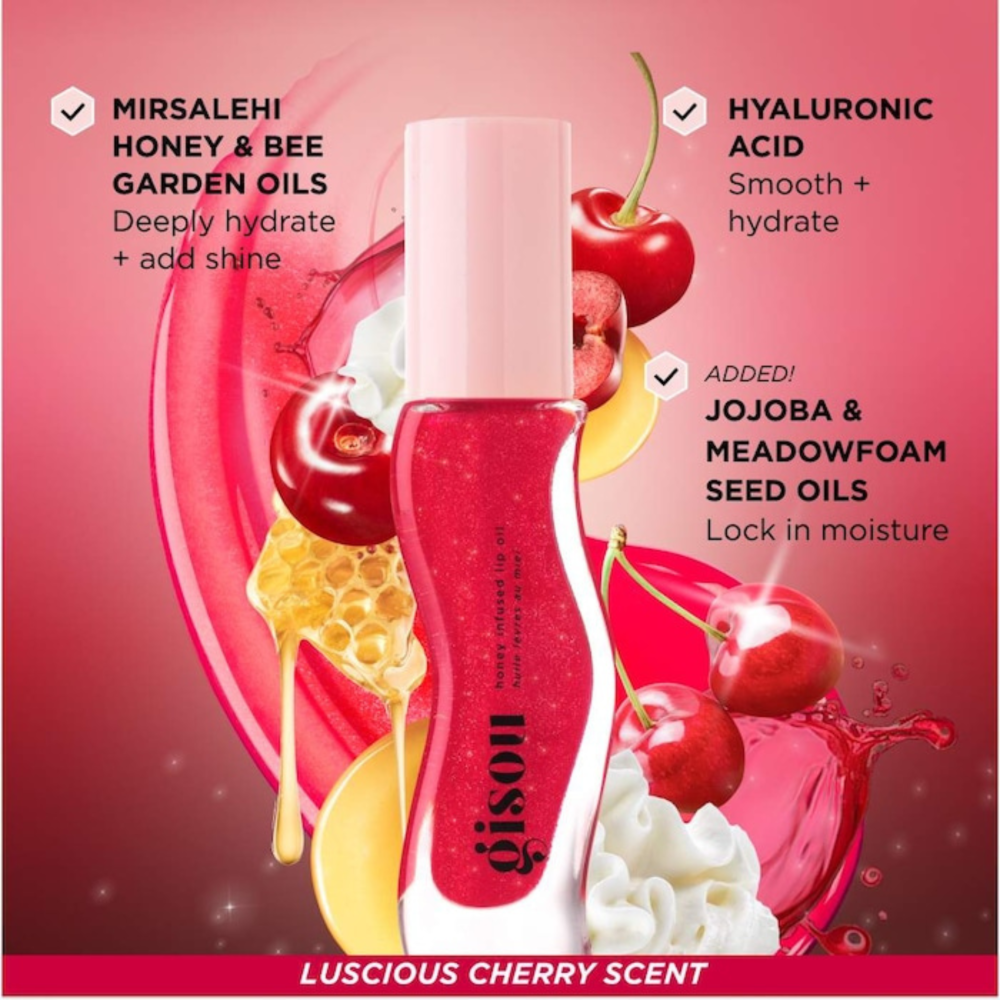 MIRSALEHI
HONEY & BEE
GARDEN OILS
Deeply hydrate
+ add shine
HYALURONIC
ACID
Smooth +
hydrate
ADDED!
JOJOBA &
MEADOWFOAM
SEED OILS
Lock in moisture
gisou
honey infused lip oil
huile lèvres au miel
LUSCIOUS CHERRY SCENT